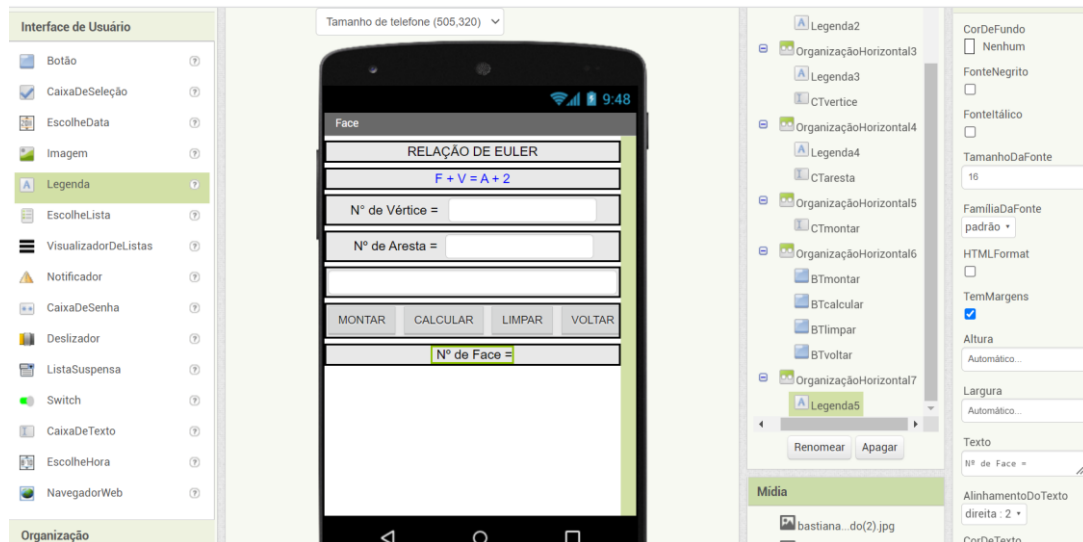 Interface de Usuário
Botão
CaixaDeSeleção
EscolheData
Imagem
Legenda
EscolheLista
VisualizadorDeListas
Notificador
CaixaDeSenha
Deslizador
ListaSuspensa
Switch
CaixaDeTexto
EscolheHora
NavegadorWeb
Organização
Tamanho de telefone (505,320)
9:48
Face
RELAÇÃO DE EULER
F + V = A + 2
N° de Vértice =
Nº de Aresta =
MONTAR CALCULAR LIMPAR VOLTAR
Nº de Face =
Legenda2
OrganizaçãoHorizontal3
Legenda3
CTvertice
OrganizaçãoHorizontal4
Legenda4
CTaresta
OrganizaçãoHorizontal5
CTmontar
OrganizaçãoHorizontal6
BTmontar
BTcalcular
BTlimpar
BTvoltar
OrganizaçãoHorizontal7
Legenda5
Renomear Apagar
Mídia
bastiana...do(2).jpg
CorDeFundo
Nenhum
FonteNegrito
FonteItálico
TamanhoDaFonte
16
FamíliaDaFonte
padrão
HTMLFormat
TemMargens
Altura
Automático...
Largura
Automático...
Texto
Nº de Face =
AlinhamentoDoTexto
direita : 2
CorDeTexto